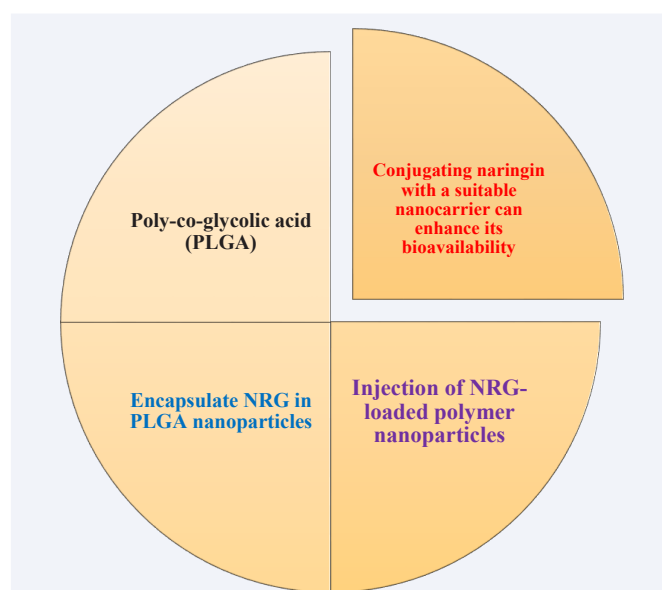 Conjugating naringin
with a suitable
nanocarrier can
enhance its
bioavailability
Poly-co-glycolic acid
(PLGA)
Encapsulate NRG in
PLGA nanoparticles
Injection of NRG-
loaded polymer
nanoparticles